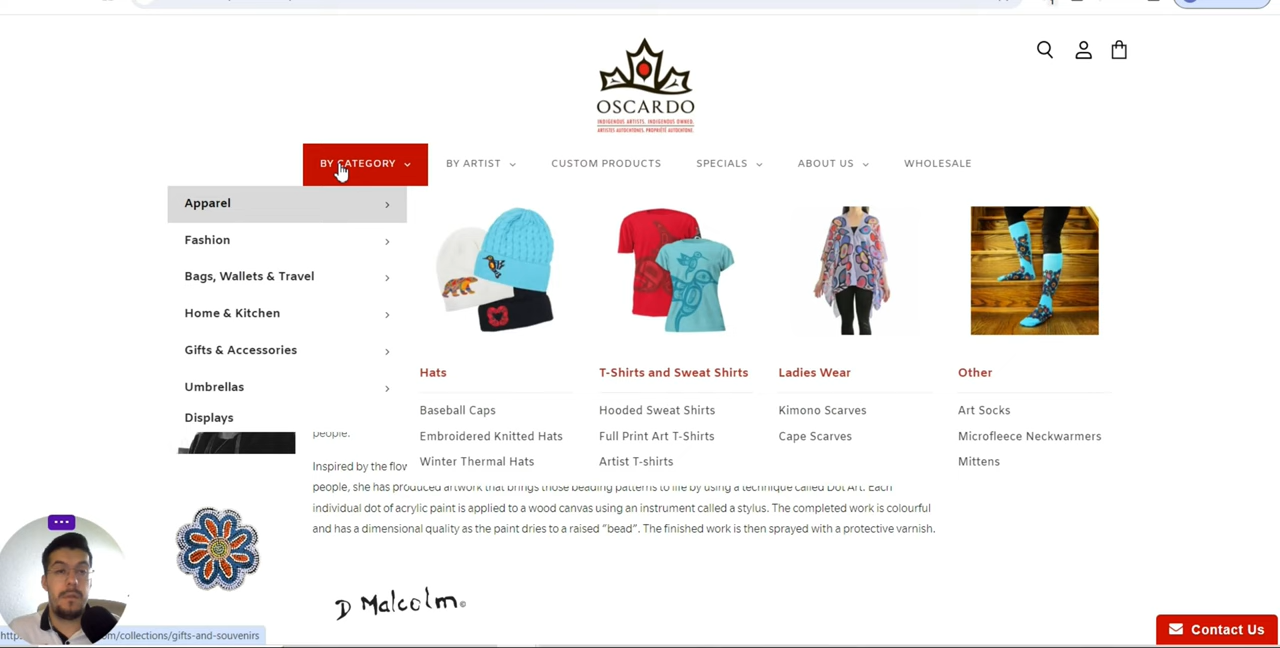 OSCARDO
INDIGENOUS ARTISTS. INDIGENOUS OWNED.
ARTISTES AUTOCHTONES. PROPRIÉTÉ AUTOCHTONE.
BY CATEGORY
BY ARTIST
CUSTOM PRODUCTS
SPECIALS
ABOUT US
WHOLESALE
Apparel
Fashion
Bags, Wallets & Travel
Home & Kitchen
Gifts & Accessories
Umbrellas
Displays
Hats
Baseball Caps
Embroidered Knitted Hats
Winter Thermal Hats
T-Shirts and Sweat Shirts
Hooded Sweat Shirts
Full Print Art T-Shirts
Artist T-shirts
Ladies Wear
Kimono Scarves
Cape Scarves
Other
Art Socks
Microfleece Neckwarmers
Mittens
people.
Inspired by the flow
people, she has produced artwork that brings those beading patterns to life by using a technique called Dot Art. Each
individual dot of acrylic paint is applied to a wood canvas using an instrument called a stylus. The completed work is colourful
and has a dimensional quality as the paint dries to a raised “bead”. The finished work is then sprayed with a protective varnish.
D Malcolm ©
om/collections/gifts-and-souvenirs
Contact Us